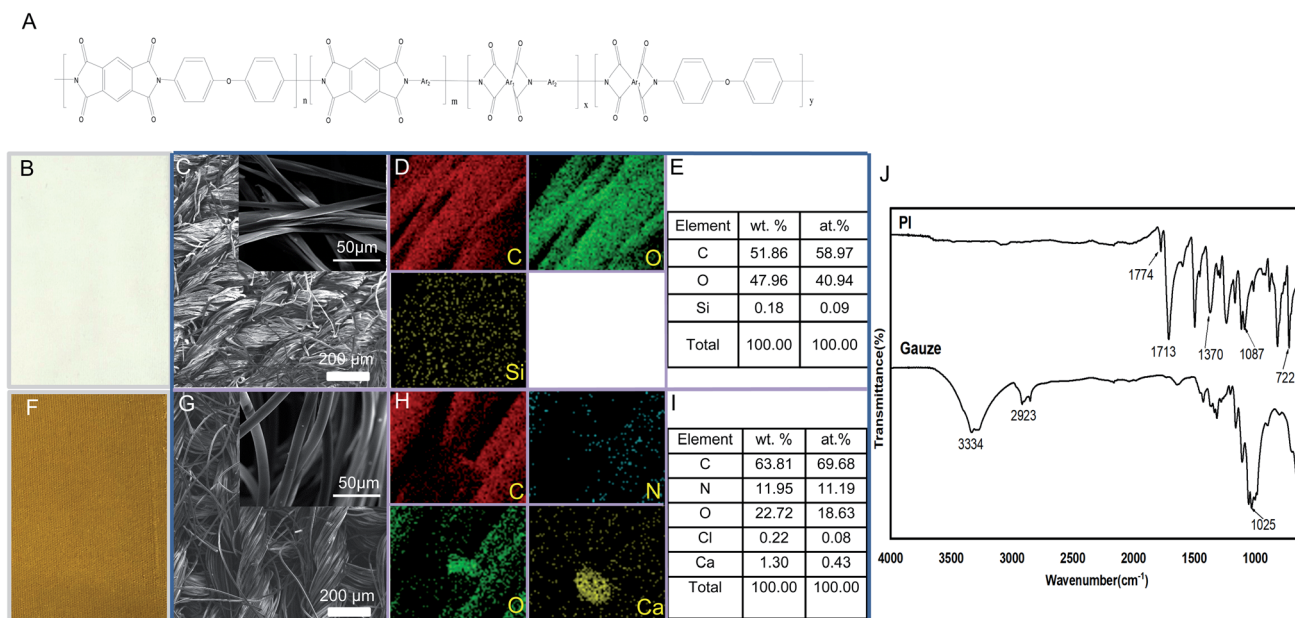 A
O O O O O O O O
N N O n N N Ar₂ m N Ar₁ N Ar₂ x N Ar₁ N O y
O O O O O O O O
B
C
50μm
200 μm
D
C
O
Si
E
Element wt. % at.%
C 51.86 58.97
O 47.96 40.94
Si 0.18 0.09
Total 100.00 100.00
F
G
50μm
200 μm
H
C
N
O
Ca
I
Element wt. % at.%
C 63.81 69.68
N 11.95 11.19
O 22.72 18.63
Cl 0.22 0.08
Ca 1.30 0.43
Total 100.00 100.00
J
PI
1774
1713
1370
1087
722
Gauze
3334
2923
1025
Transmittance(%)
4000 3500 3000 2500 2000 1500 1000
Wavenumber(cm⁻¹)